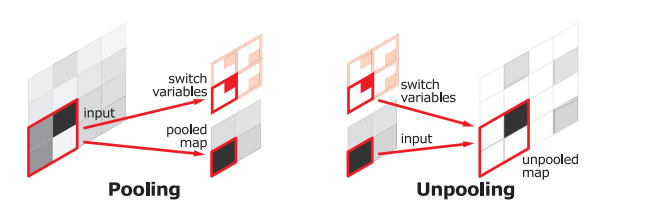 switch
variables
input
pooled
map
Pooling
switch
variables
input
unpooled
map
Unpooling